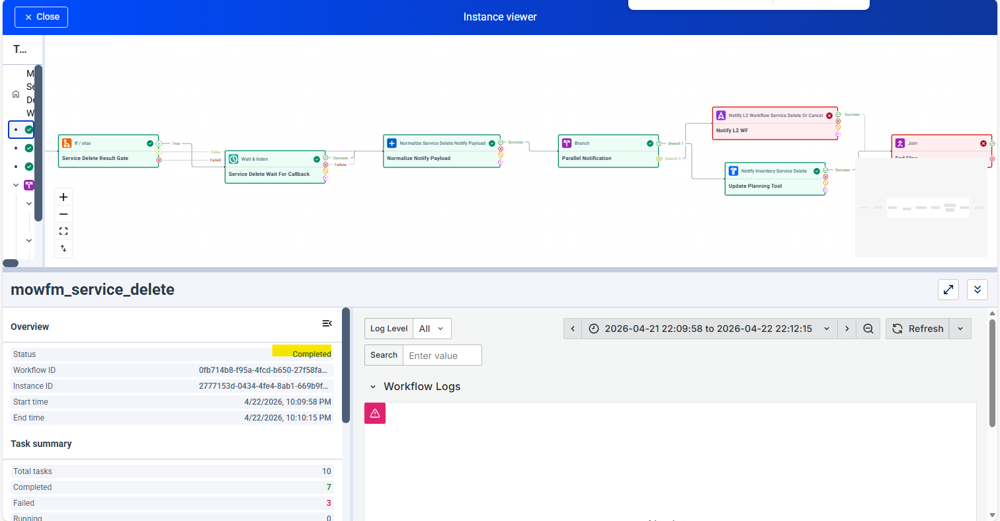 Close
Instance viewer
T...
M
Se
De
W
If / else
Service Delete Result Gate
True
False
Failed
Wait & listen
Service Delete Wait For Callback
Success
Failure
Normalize Service Delete Notify Payload
Normalize Notify Payload
Success
Branch
Parallel Notification
Branch 1
Branch 2
Notify L2 Workflow Service Delete Or Cancel
Notify L2 WF
Success
Notify Inventory Service Delete
Update Planning Tool
Success
Join
End Flow
mowfm_service_delete
Overview
Status Completed
Workflow ID 0fb714b8-f95a-4fcd-b650-27f58fa...
Instance ID 2777153d-0434-4fe4-8ab1-669b9f...
Start time 4/22/2026, 10:09:58 PM
End time 4/22/2026, 10:10:15 PM
Task summary
Total tasks 10
Completed 7
Failed 3
Running 0
Log Level All
2026-04-21 22:09:58 to 2026-04-22 22:12:15
Refresh
Search Enter value
Workflow Logs